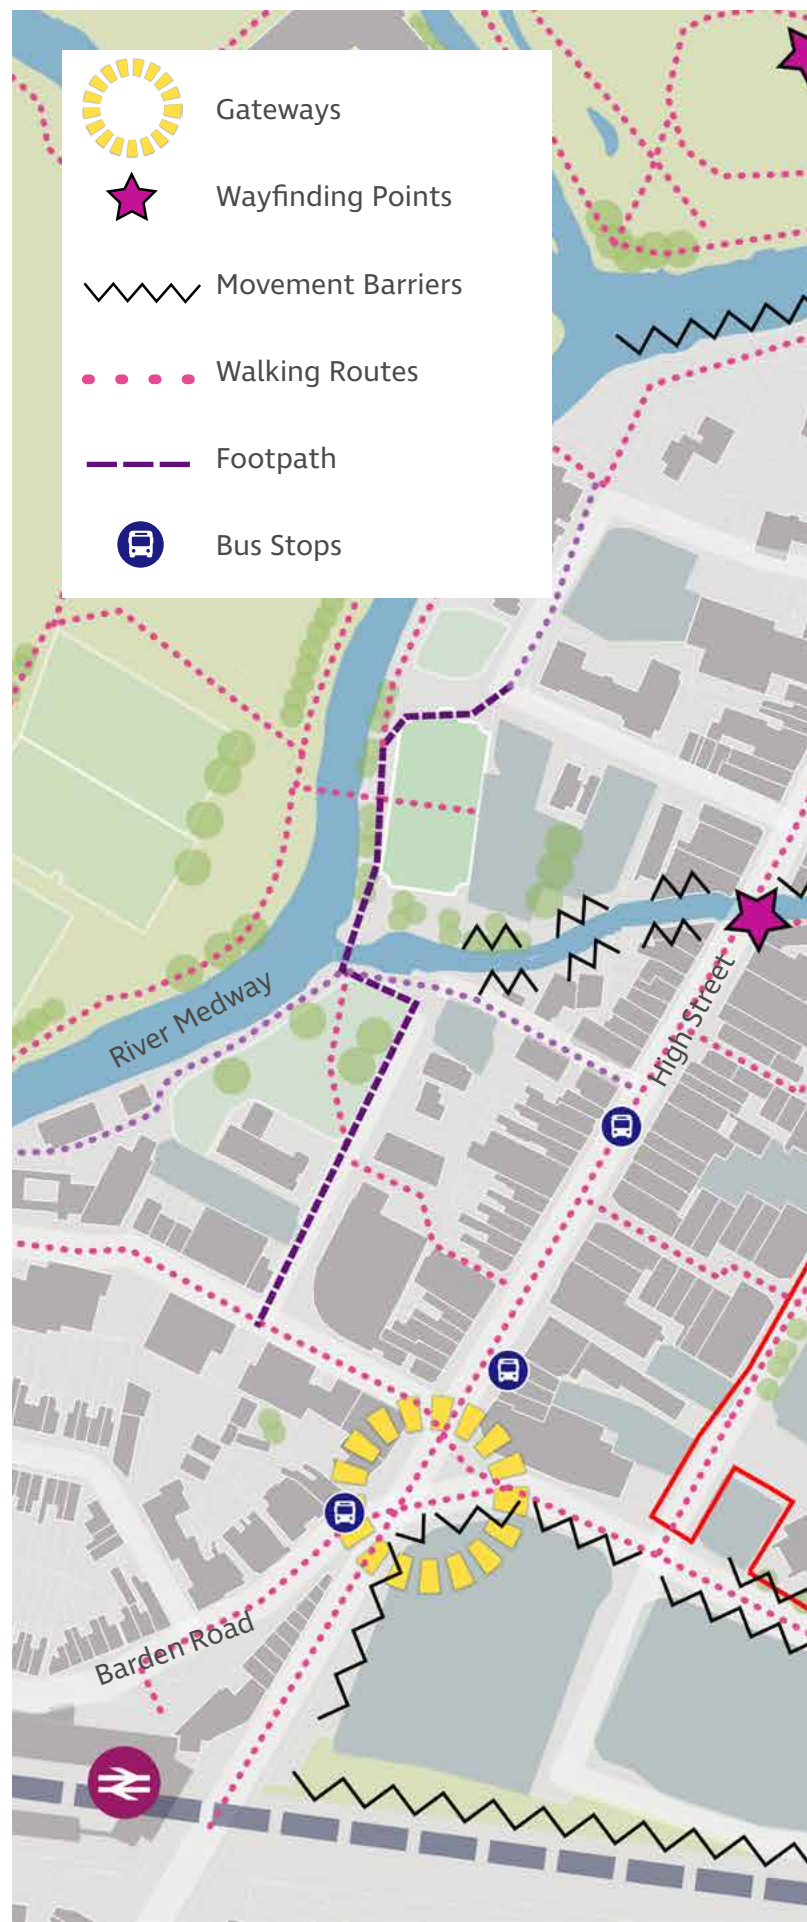 Gateways
Wayfinding Points
Movement Barriers
Walking Routes
Footpath
Bus Stops
River Medway
High Street
Barden Road